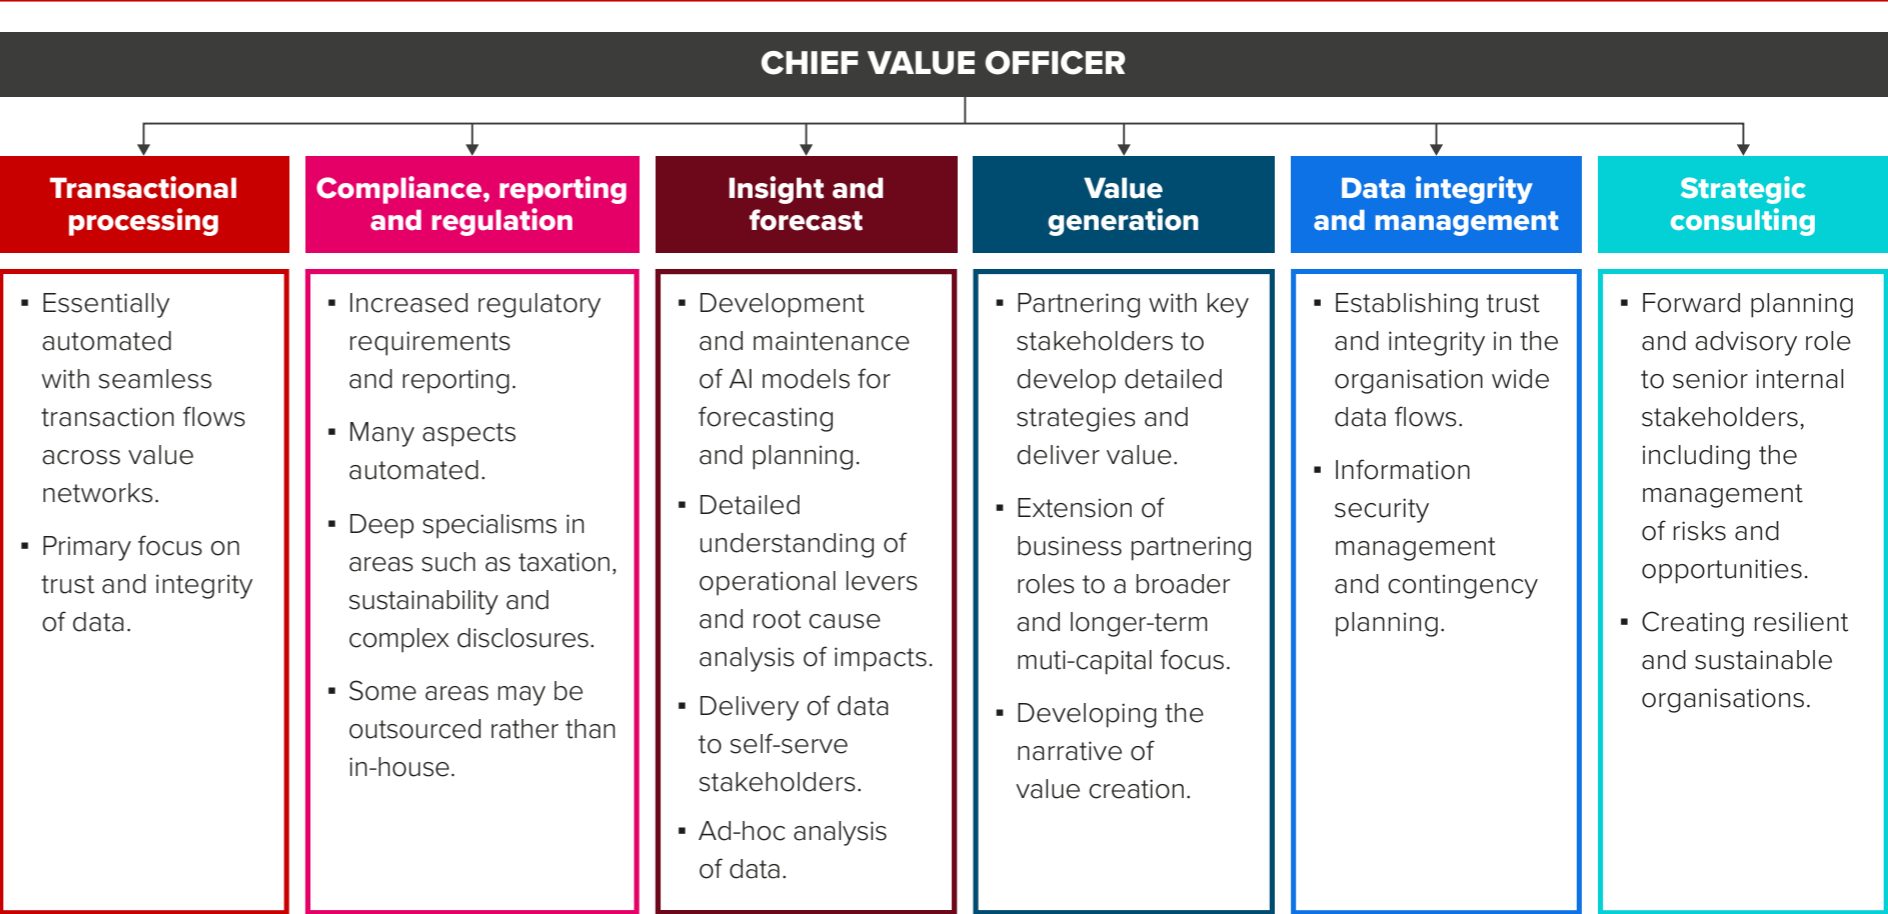 CHIEF VALUE OFFICER
Transactional
processing
▪ Essentially
automated
with seamless
transaction flows
across value
networks.
▪ Primary focus on
trust and integrity
of data.
Compliance, reporting
and regulation
▪ Increased regulatory
requirements
and reporting.
▪ Many aspects
automated.
▪ Deep specialisms in
areas such as taxation,
sustainability and
complex disclosures.
▪ Some areas may be
outsourced rather than
in-house.
Insight and
forecast
▪ Development
and maintenance
of AI models for
forecasting
and planning.
▪ Detailed
understanding of
operational levers
and root cause
analysis of impacts.
▪ Delivery of data
to self-serve
stakeholders.
▪ Ad-hoc analysis
of data.
Value
generation
▪ Partnering with key
stakeholders to
develop detailed
strategies and
deliver value.
▪ Extension of
business partnering
roles to a broader
and longer-term
muti-capital focus.
▪ Developing the
narrative of
value creation.
Data integrity
and management
▪ Establishing trust
and integrity in the
organisation wide
data flows.
▪ Information
security
management
and contingency
planning.
Strategic
consulting
▪ Forward planning
and advisory role
to senior internal
stakeholders,
including the
management
of risks and
opportunities.
▪ Creating resilient
and sustainable
organisations.